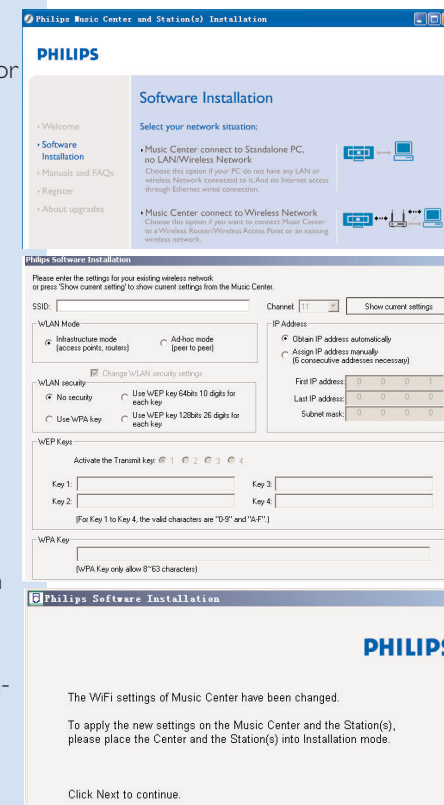 Philips Music Center and Station(s) Installation
PHILIPS
or
Software Installation
Welcome
Software
Installation
Manuals and FAQs
Register
About upgrades
Select your network situation:
Music Center connect to Standalone PC,
no LAN/Wireless Network
Choose this option if your PC do not have any LAN or
wireless Network connected to it. And no Internet access
through Ethernet wired connection.
Music Center connect to Wireless Network
Choose this option if you want to connect Music Center
to a Wireless Router/Wireless Access Point or an existing
wireless network.
Philips Software Installation
Please enter the settings for your existing wireless network
or press 'Show current setting' to show current settings from the Music Center.
SSID:
Channel: 11
Show current settings
WLAN Mode
Infrastructure mode
(access points, routers)
Ad-hoc mode
(peer to peer)
Change WLAN security settings
WLAN security
No security
Use WEP key 64bits 10 digits for
each key
Use WPA key
Use WEP key 128bits 26 digits for
each key
IP Address
Obtain IP address automatically
Assign IP address manually
(6 consecutive addresses necessary)
First IP address: 0 . 0 . 0 . 1
Last IP address: 0 . 0 . 0 . 0
Subnet mask: 0 . 0 . 0 . 0
WEP Keys
Activate the Transmit key: 1 2 3 4
Key 1:
Key 3:
Key 2:
Key 4:
(For Key 1 to Key 4, the valid characters are "0-9" and "A-F".)
WPA Key
(WPA Key only allow 8~63 characters)
Philips Software Installation
PHILIPS
The WiFi settings of Music Center have been changed.
To apply the new settings on the Music Center and the Station(s),
please place the Center and the Station(s) into Installation mode.
-
Click Next to continue.